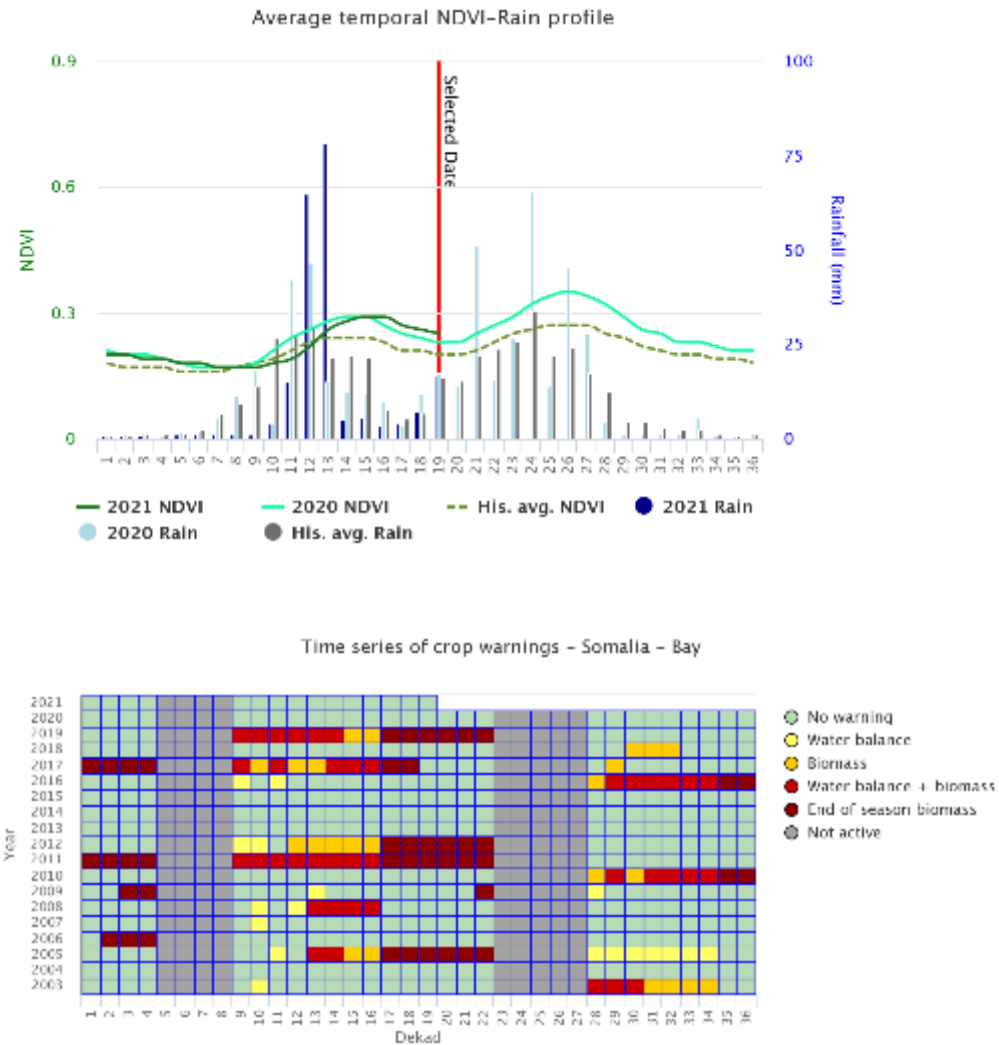 Average temporal NDVI-Rain profile
0.9
100
Selected Date
75
0.6
Rainfall (mm)
NDVI
50
0.3
25
0
0
1 2 3 4 5 6 7 8 9 10 11 12 13 14 15 16 17 18 19 20 21 22 23 24 25 26 27 28 29 30 31 32 33 34 35 36
2021 NDVI 2020 NDVI His. avg. NDVI 2021 Rain
2020 Rain His. avg. Rain
Time series of crop warnings - Somalia - Bay
2021
2020
2019
2018
2017
2016
2015
2014
2013
2012
2011
2010
2009
2008
2007
2006
2005
2004
2003
Year
No warning
Water balance
Biomass
Water balance + biomass
End of season biomass
Not active
1 2 3 4 5 6 7 8 9 10 11 12 13 14 15 16 17 18 19 20 21 22 23 24 25 26 27 28 29 30 31 32 33 34 35 36
Dekad